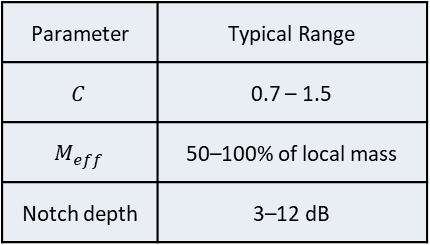 Parameter Typical Range
C 0.7 – 1.5
M_eff 50–100% of local mass
Notch depth 3–12 dB